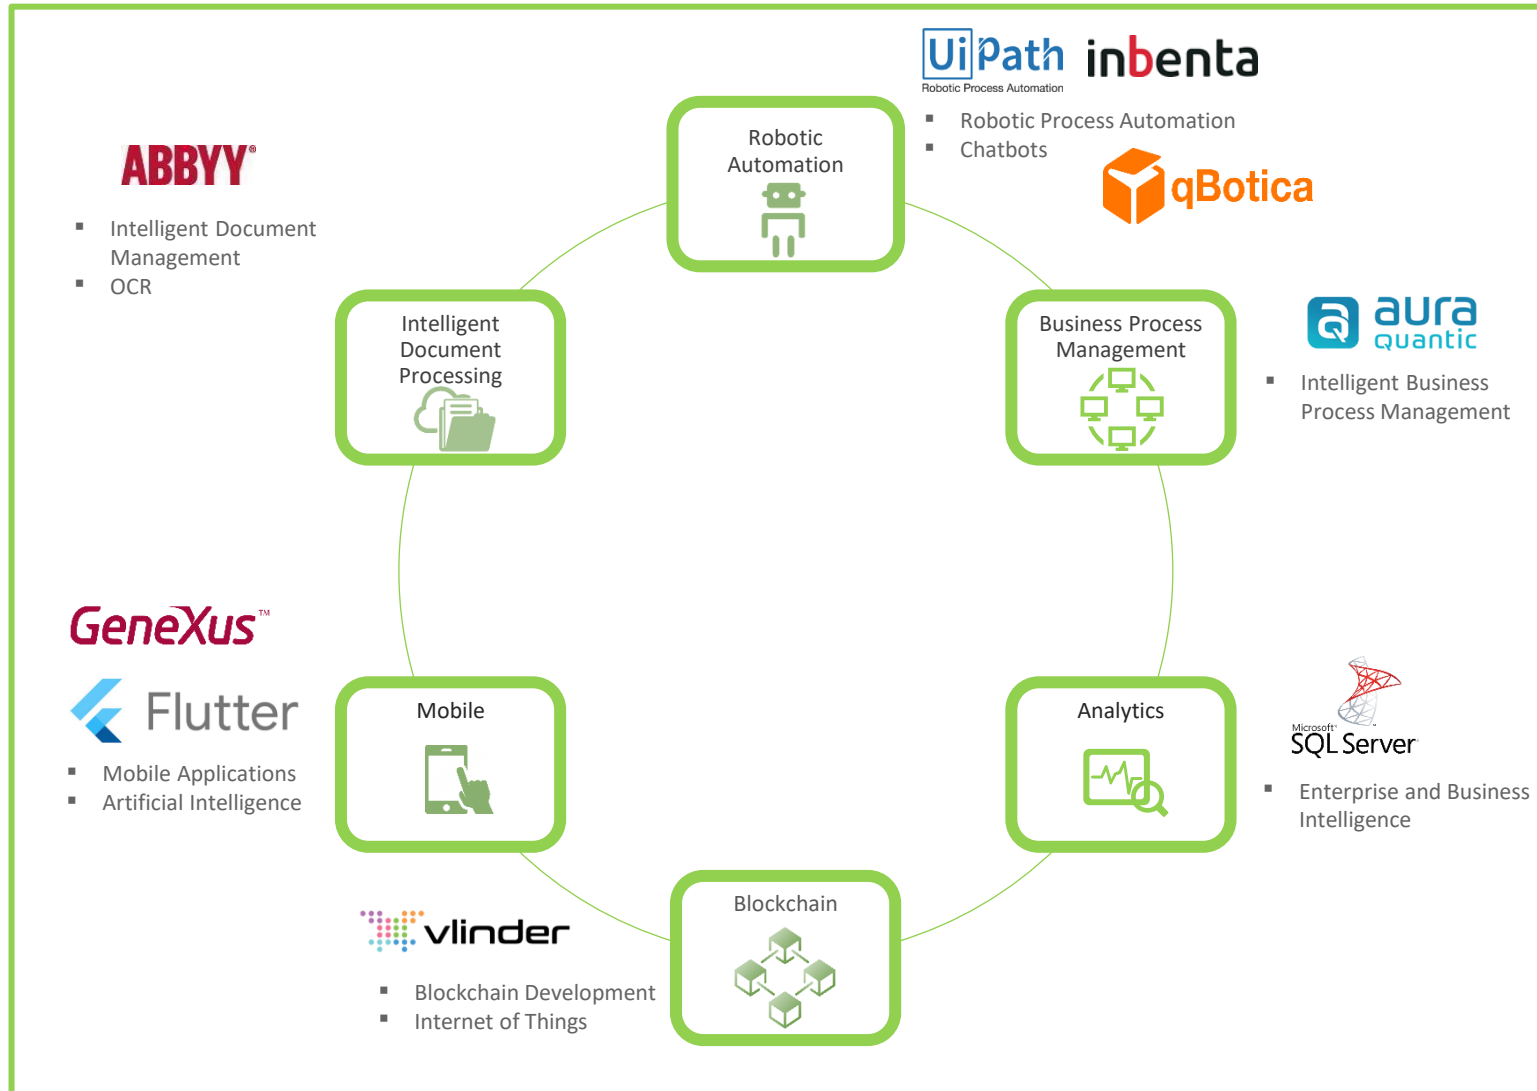 UiPath
Robotic Process Automation
inbenta
Robotic Process Automation
Chatbots
qBotica
Robotic
Automation
ABBYY®
Intelligent Document
Management
OCR
Intelligent
Document
Processing
Business Process
Management
aura
quantic
Intelligent Business
Process Management
GeneXus™
Flutter
Mobile Applications
Artificial Intelligence
Mobile
Analytics
Microsoft®
SQL Server
Enterprise and Business
Intelligence
Blockchain
vlinder
Blockchain Development
Internet of Things